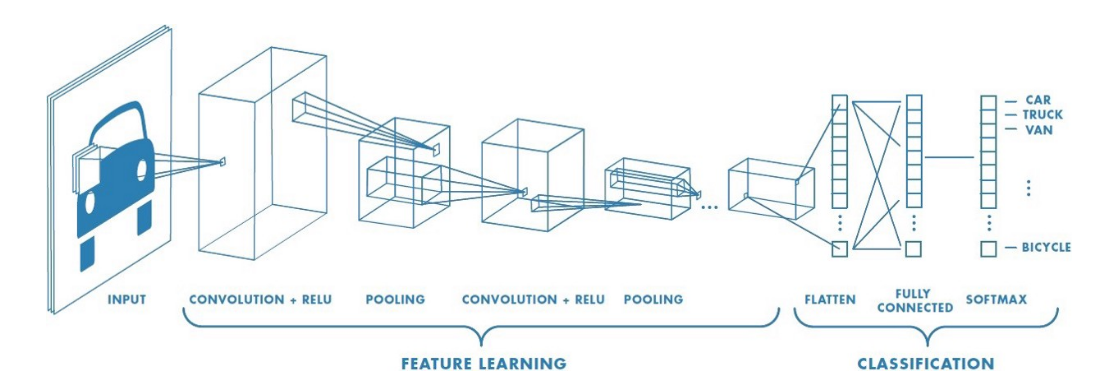 CAR
TRUCK
VAN
BICYCLE
INPUT
CONVOLUTION + RELU
POOLING
CONVOLUTION + RELU
POOLING
FLATTEN
FULLY
CONNECTED
SOFTMAX
FEATURE LEARNING
CLASSIFICATION